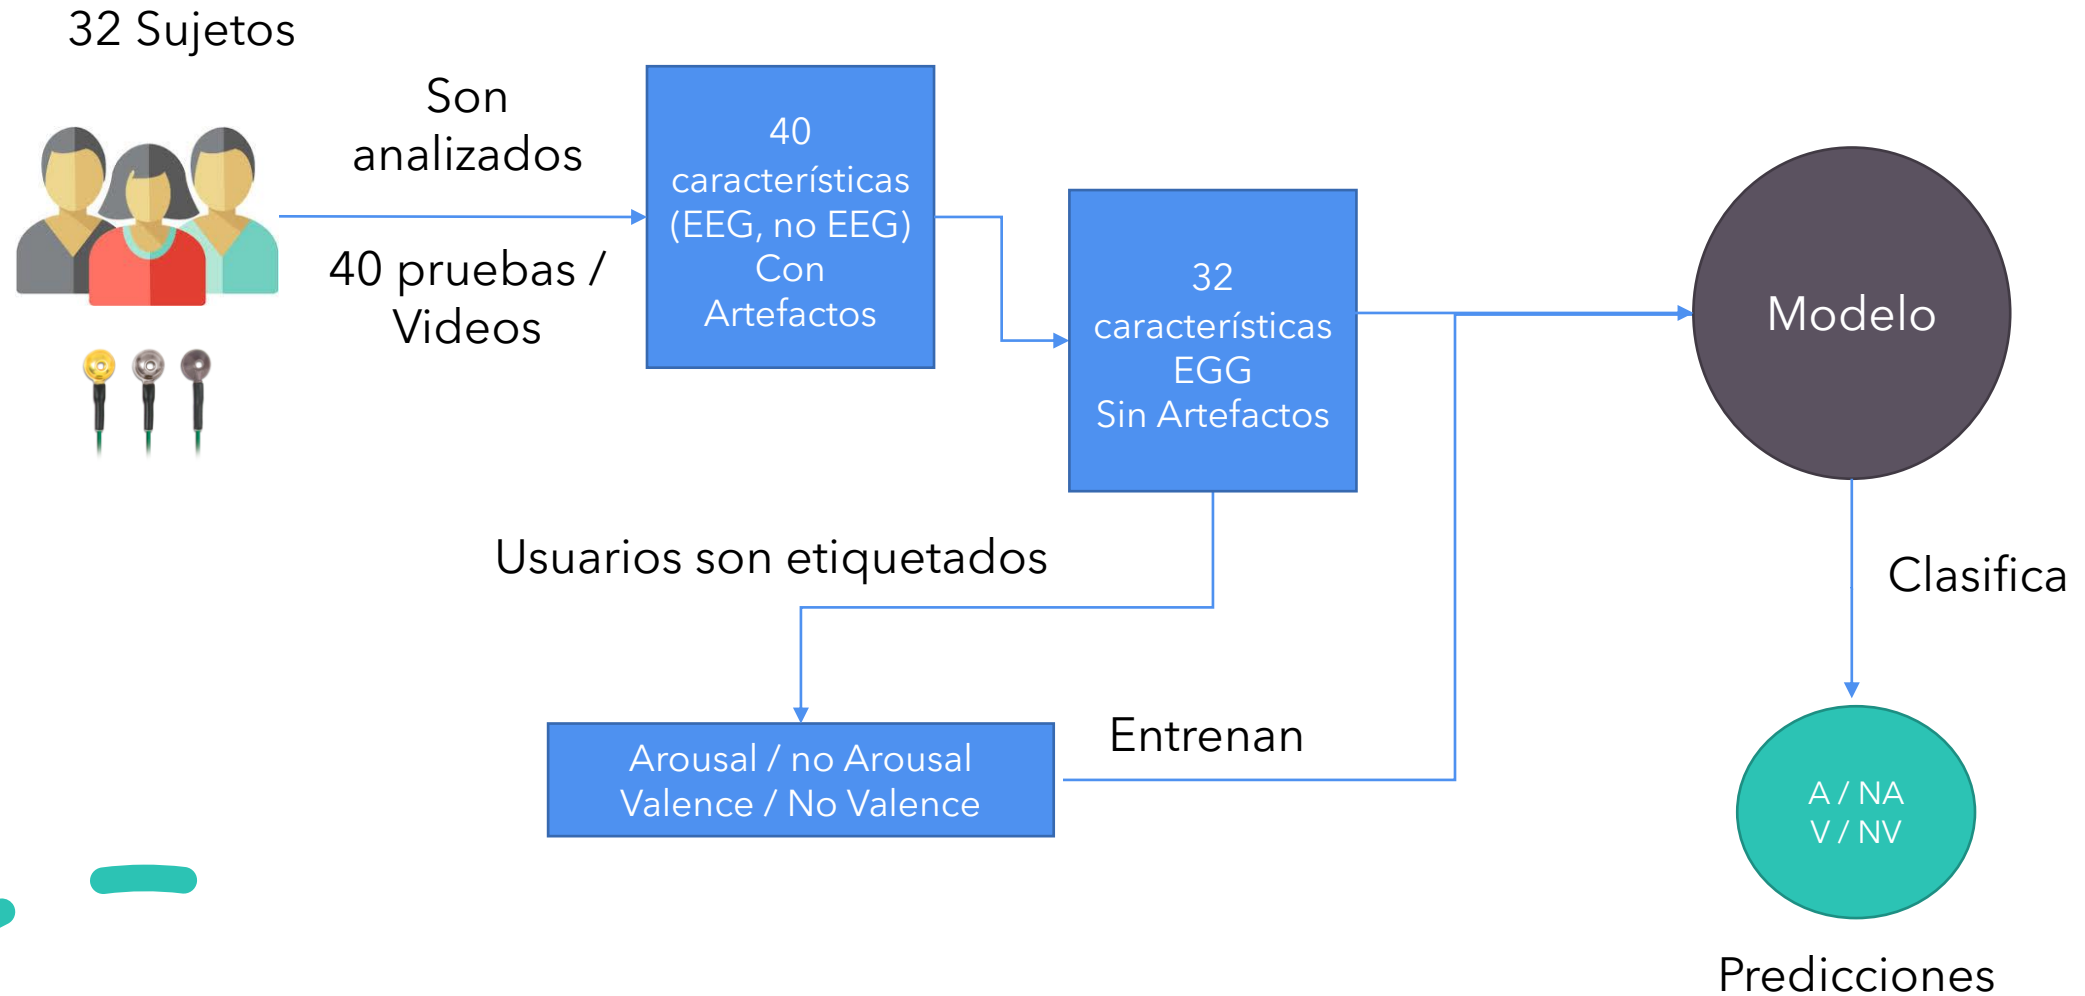 32 Sujetos
Son
analizados
40 pruebas /
Videos
40
características
(EEG, no EEG)
Con
Artefactos
32
características
EGG
Sin Artefactos
Modelo
Usuarios son etiquetados
Clasifica
Arousal / no Arousal
Valence / No Valence
Entrenan
A / NA
V / NV
Predicciones